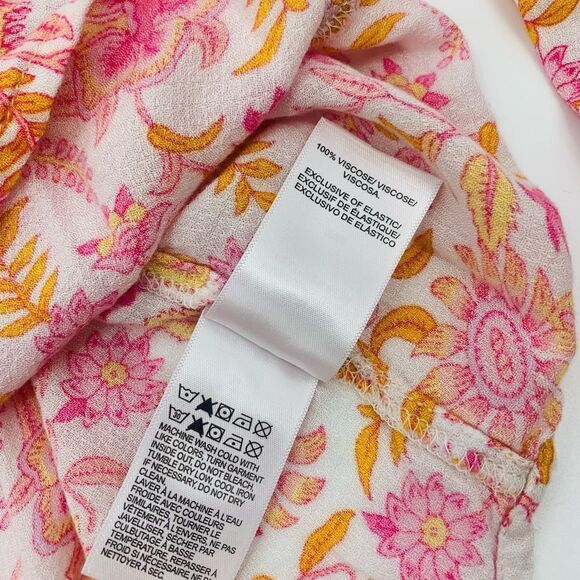 100% VISCOSE/VISCOSE/
VISCOSA.
EXCLUSIVE OF ELASTIC/
EXCLUSIF DE ELASTIQUE/
EXCLUSIVO DE ELÁSTICO
30
MACHINE WASH COLD WITH
LIKE COLORS, TURN GARMENT
INSIDE OUT, DO NOT BLEACH
TUMBLE DRY LOW, COOL IRON
IF NECESSARY, DO NOT DRY
LAVER À LA MACHINE À L'EAU
FROIDE AVEC COULEURS
SIMILAIRES, TOURNER LE
VÊTEMENT À L'ENVERS, NE PAS
JAVELLISER, SÉCHER PAR
CULBUTAGE À BASSE
TEMPÉRATURE, REPASSER À
FROID SI NÉCESSAIRE, NE PAS
NETTOYER À SEC.